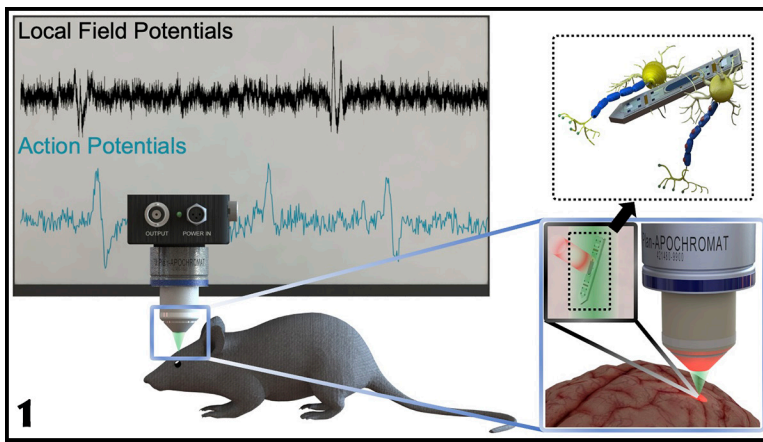 Local Field Potentials
Action Potentials
OUTPUT
POWER IN
Plan-APOCHROMAT
1